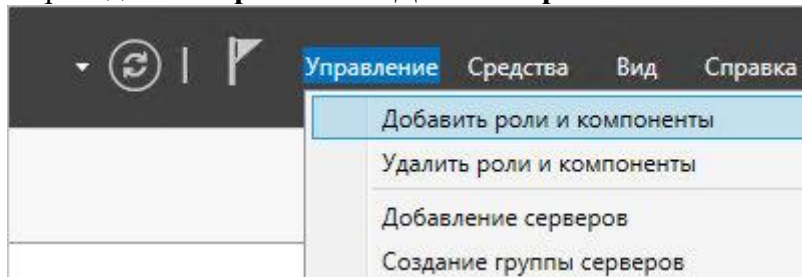 Управление Средства Вид Справка
Добавить роли и компоненты
Удалить роли и компоненты
Добавление серверов
Создание группы серверов